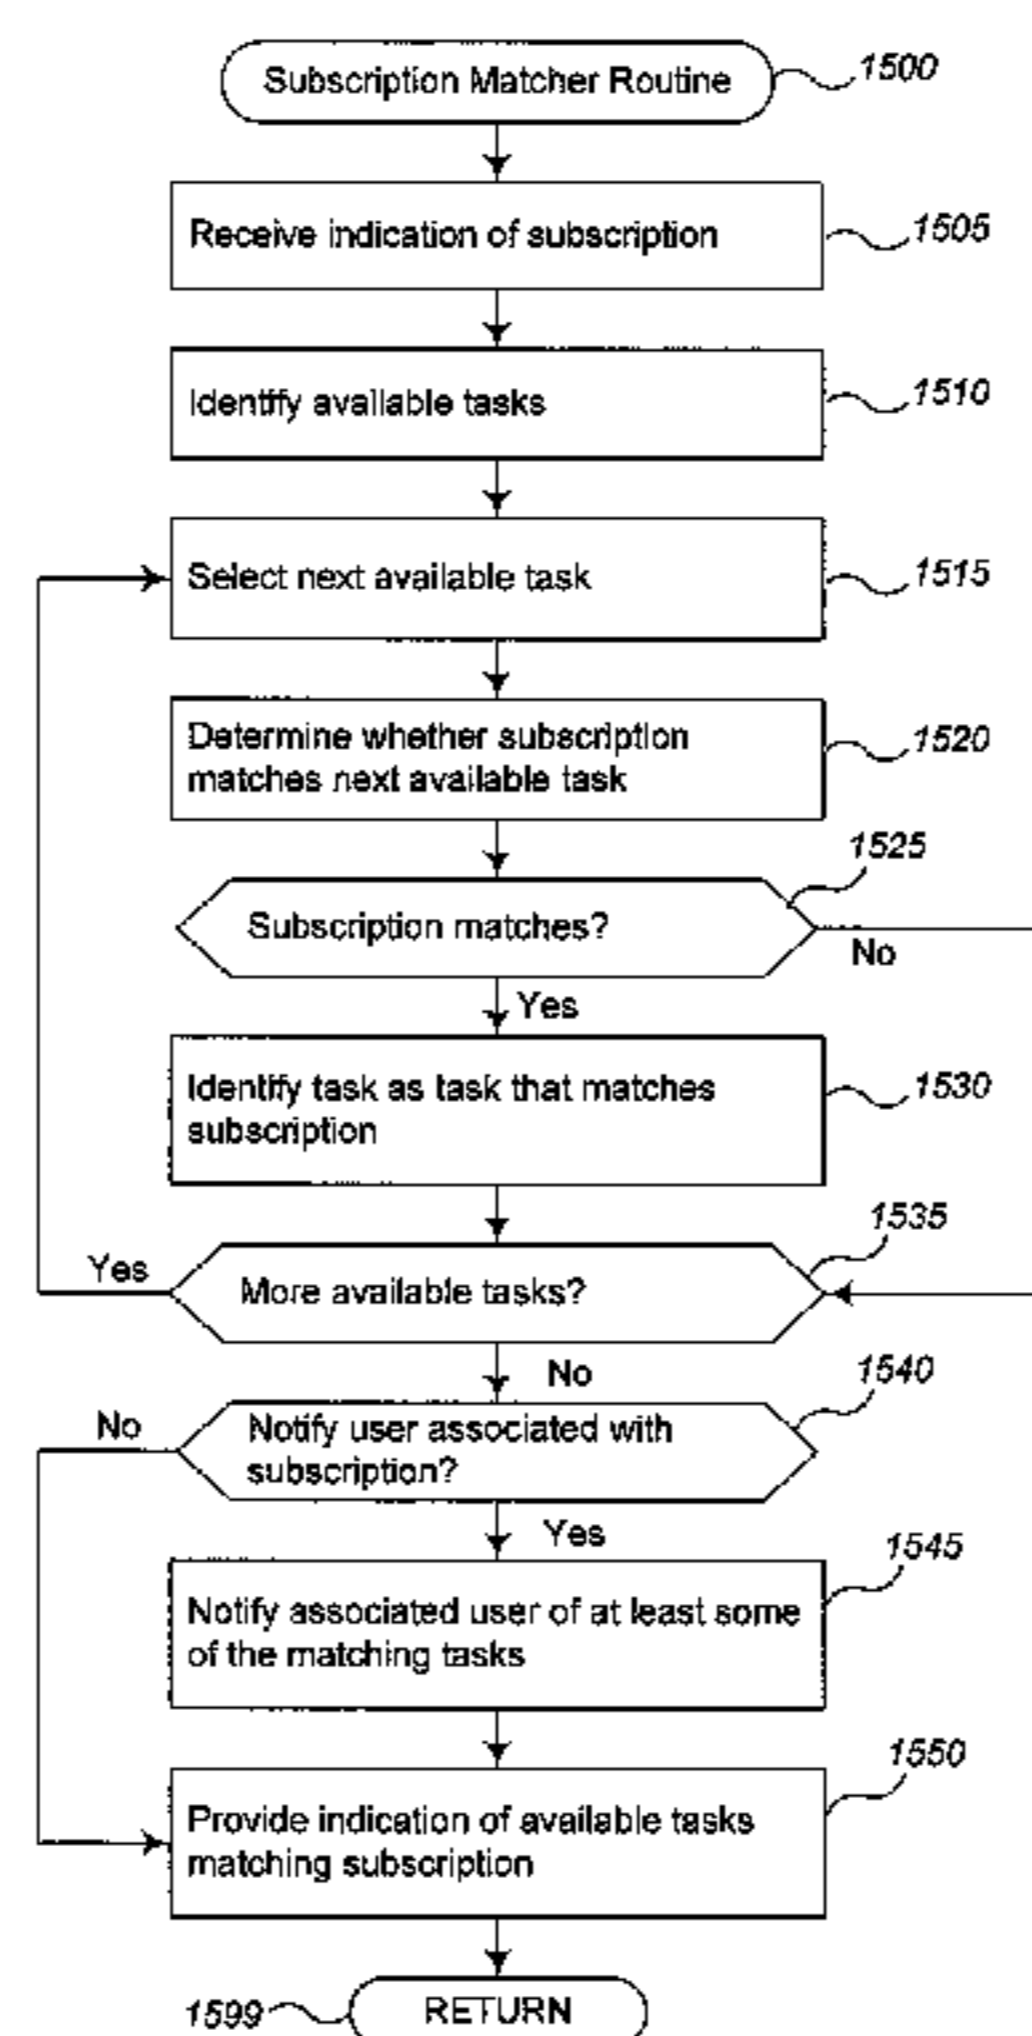 Subscription Matcher Routine
1500
Receive indication of subscription
1505
Identify available tasks
1510
Select next available task
1515
Determine whether subscription
matches next available task
1520
1525
Subscription matches?
No
Yes
Identify task as task that matches
subscription
1530
1535
Yes
More available tasks?
No
1540
No
Notify user associated with
subscription?
Yes
1545
Notify associated user of at least some
of the matching tasks
1550
Provide indication of available tasks
matching subscription
1599
RETURN